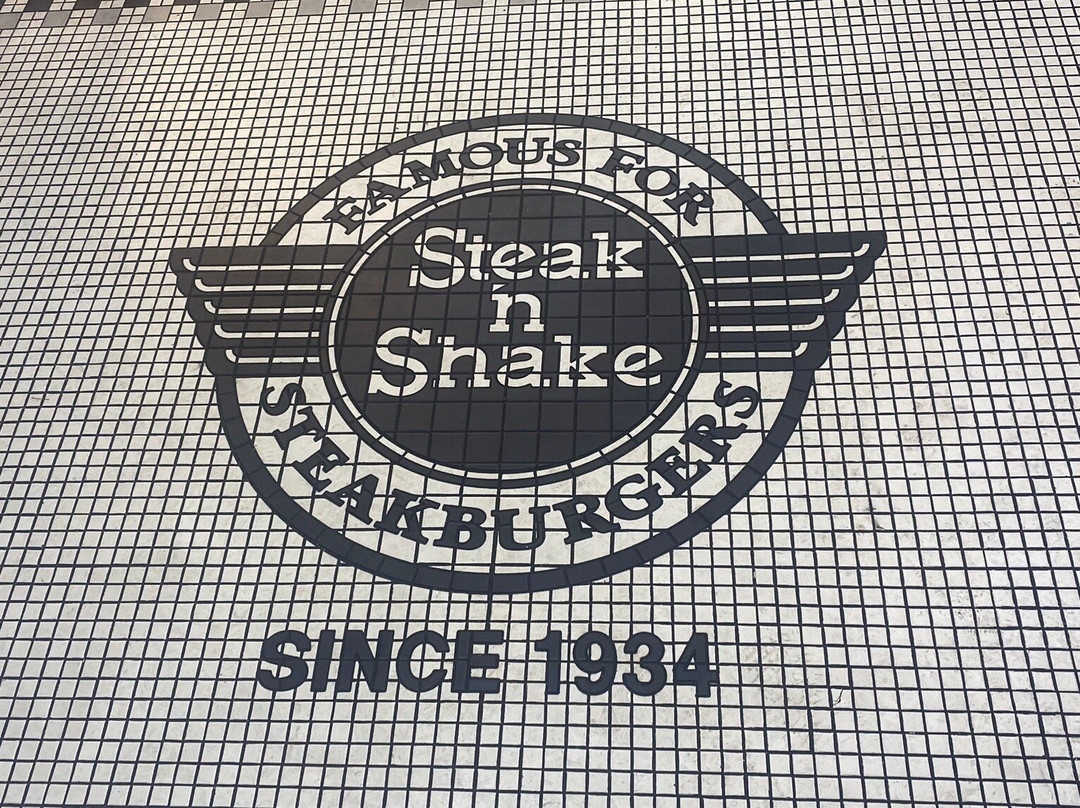 FAMOUS FOR
Steak
'n
Shake
STEAKBURGERS
SINCE 1934